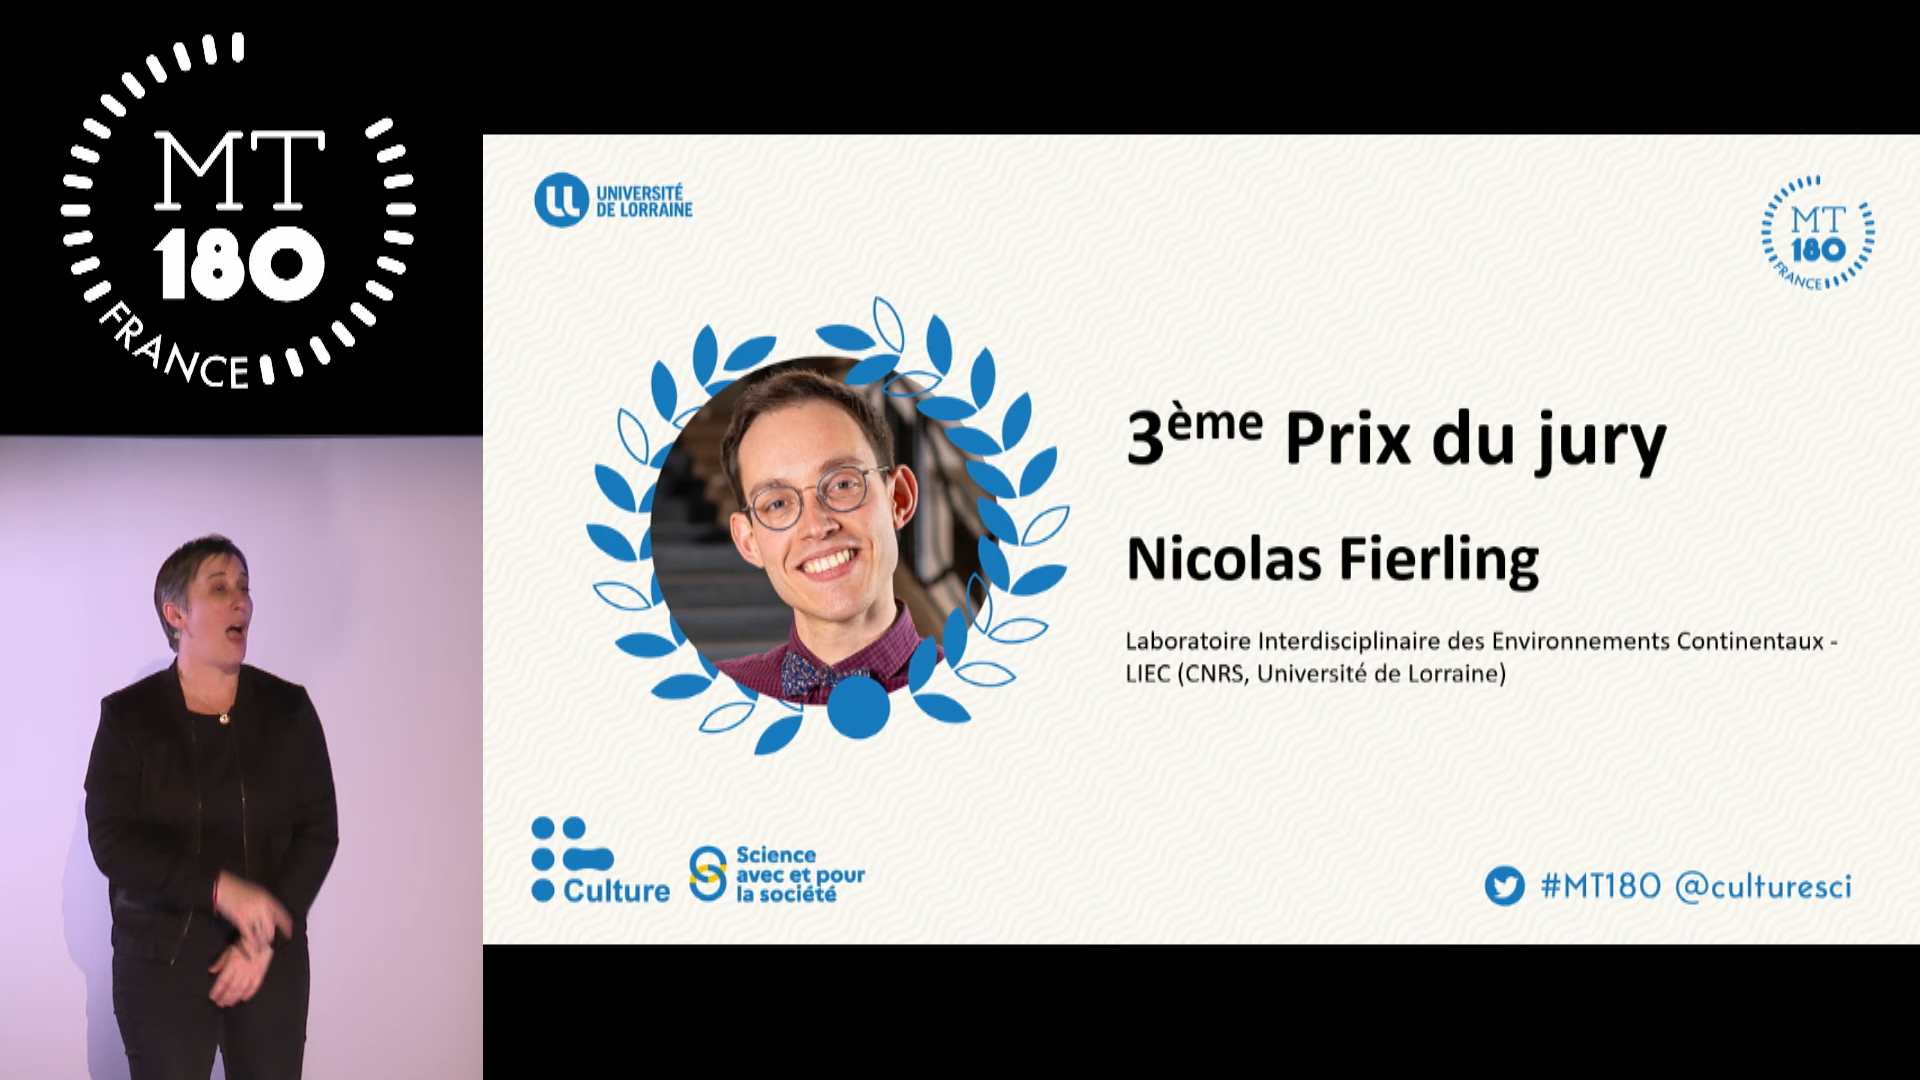 MT
180
FRANCE
UNIVERSITÉ
DE LORRAINE
MT
180
FRANCE
3ème Prix du jury
Nicolas Fierling
Laboratoire Interdisciplinaire des Environnements Continentaux -
LIEC (CNRS, Université de Lorraine)
Culture
Science
avec et pour
la société
#MT180 @culturesci